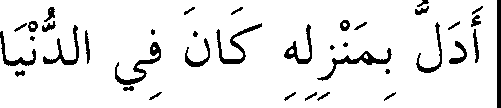 أَدَلَّ بِمَنْزِلِهِ كَانَ فِي الدُّنْيَا